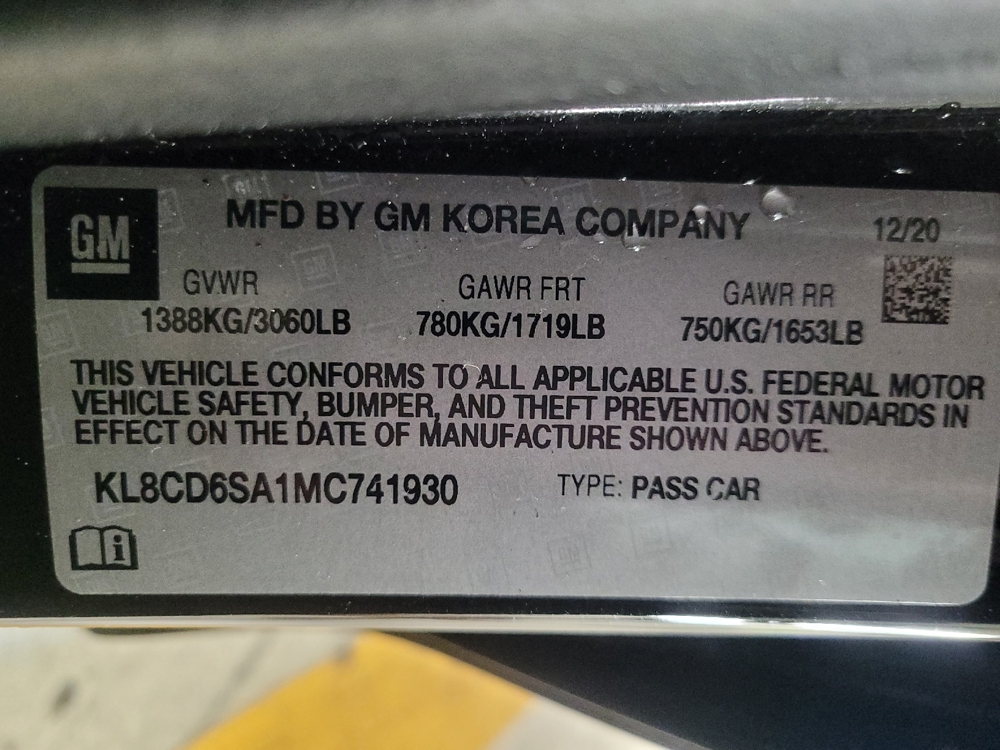 GM
MFD BY GM KOREA COMPANY 12/20
GVWR GAWR FRT GAWR RR
1388KG/3060LB 780KG/1719LB 750KG/1653LB
THIS VEHICLE CONFORMS TO ALL APPLICABLE U.S. FEDERAL MOTOR
VEHICLE SAFETY, BUMPER, AND THEFT PREVENTION STANDARDS IN
EFFECT ON THE DATE OF MANUFACTURE SHOWN ABOVE.
KL8CD6SA1MC741930 TYPE: PASS CAR
i